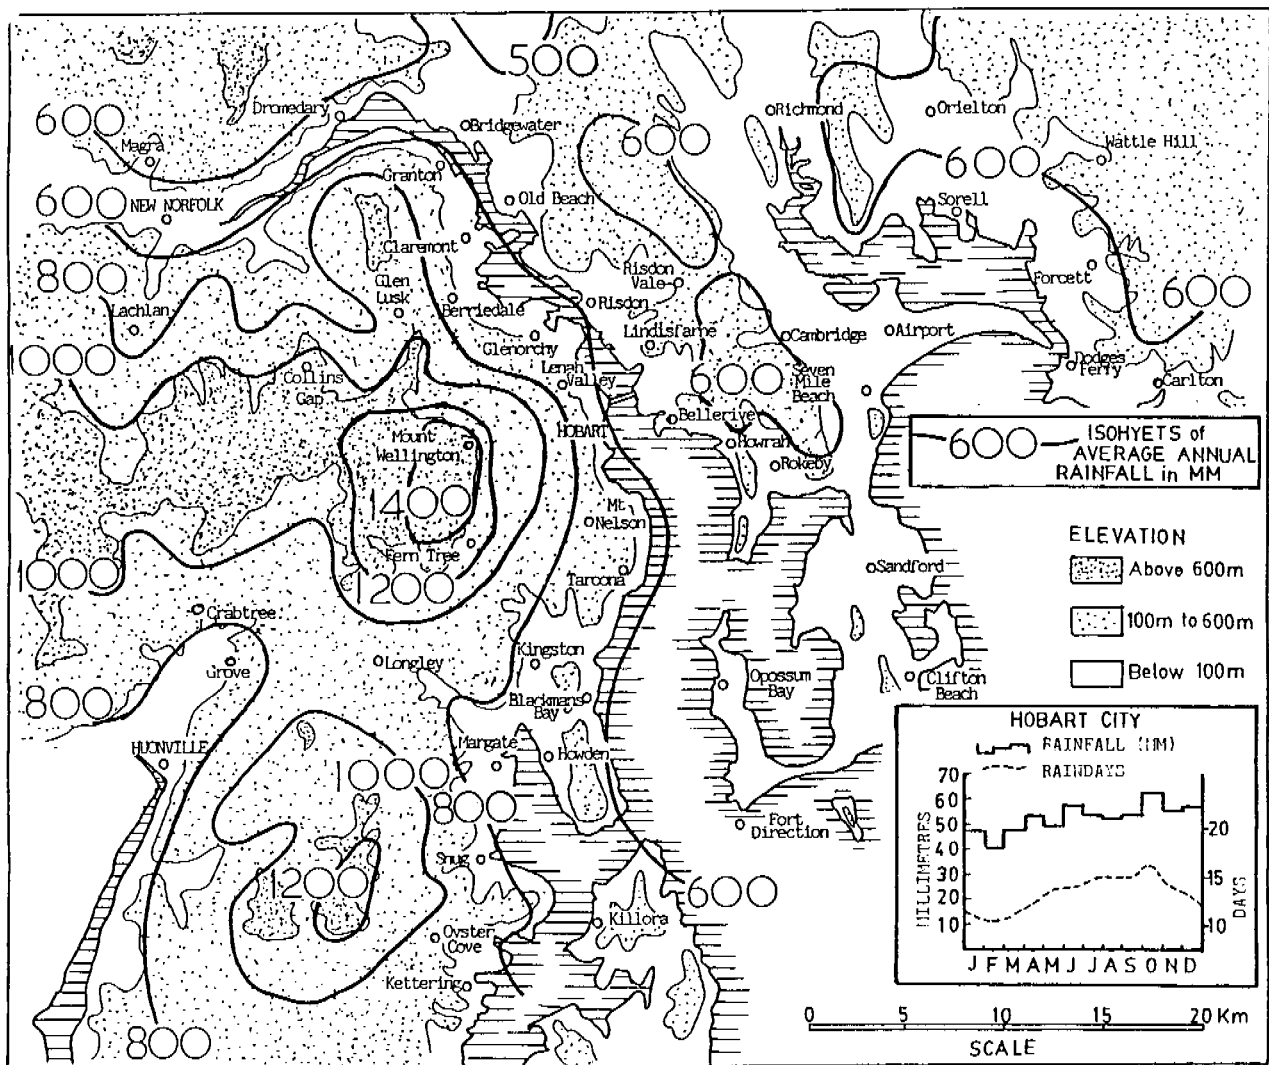 500
600
Dromedary
Bridgewater
Richmond
Orielton
600
Magra
Granton
600
Wattle Hill
600
NEW NORFOLK
Old Beach
Sorell
Claremont
800
Glen
Lusk
Risdon
Vale
Forcett
600
Lachlan
Berriedale
Risdon
Lindisfarne
Cambridge
Airport
Glenorchy
1000
Collins
Gap
Lenah
Valley
600
Seven
Mile
Beach
Dodges
Ferry
Carlton
HOBART
Bellerive
Howrah
Rokeby
Mount
Wellington
1400
Mt
Nelson
600
ISOHYETS of
AVERAGE ANNUAL
RAINFALL in MM
Fern Tree
1200
Taroona
Sandford
ELEVATION
Above 600m
100m to 600m
Below 100m
1000
Crabtree
Grove
Longley
Kingston
Blackmans
Bay
Opossum
Bay
Clifton
Beach
800
HUONVILLE
Margate
Howden
1000
800
Fort
Direction
Snug
1200
600
Killora
Oyster
Cove
Kettering
800
HOBART CITY
RAINFALL (MM)
RAINDAYS
70
60
50
40
30
20
10
MILLIMETRES
20
15
10
DAYS
J F M A M J J A S O N D
0 5 10 15 20 Km
SCALE